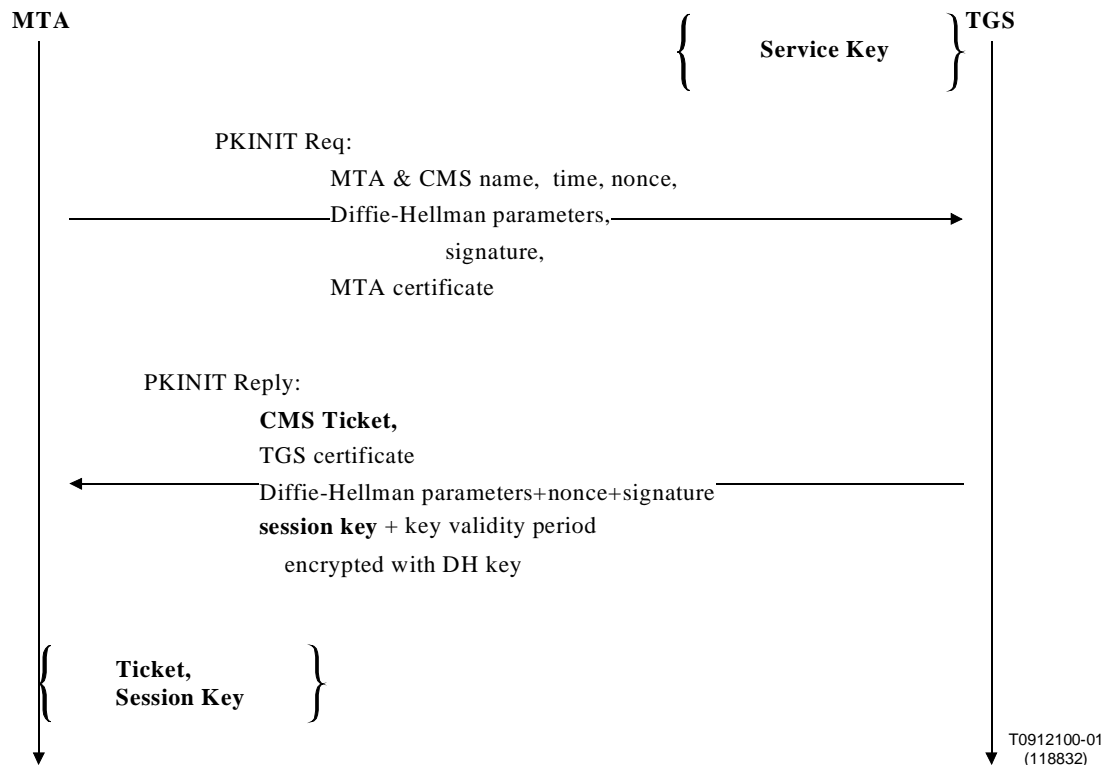 MTA
TGS
Service Key
PKINIT Req:
MTA & CMS name, time, nonce,
Diffie-Hellman parameters,
signature,
MTA certificate
PKINIT Reply:
CMS Ticket,
TGS certificate
Diffie-Hellman parameters+nonce+signature
session key + key validity period
encrypted with DH key
Ticket,
Session Key
T0912100-01
(118832)